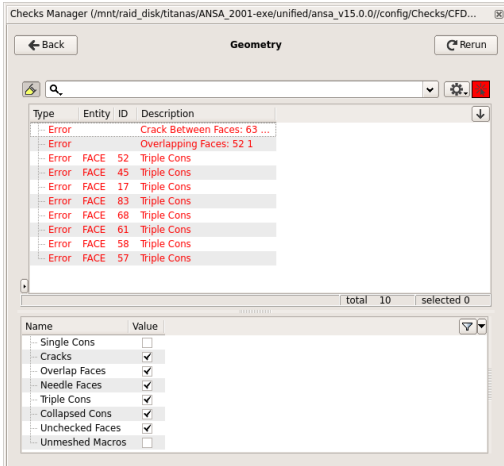 Checks Manager (/mnt/raid_disk/titanas/ANSA_2001-exe/unified/ansa_v15.0.0//config/Checks/CFD...
Back Geometry Rerun
Type Entity ID Description
Error Crack Between Faces: 63 ...
Error Overlapping Faces: 52 1
Error FACE 52 Triple Cons
Error FACE 45 Triple Cons
Error FACE 17 Triple Cons
Error FACE 83 Triple Cons
Error FACE 68 Triple Cons
Error FACE 61 Triple Cons
Error FACE 58 Triple Cons
Error FACE 57 Triple Cons
total 10 selected 0
Name Value
Single Cons
Cracks
Overlap Faces
Needle Faces
Triple Cons
Collapsed Cons
Unchecked Faces
Unmeshed Macros